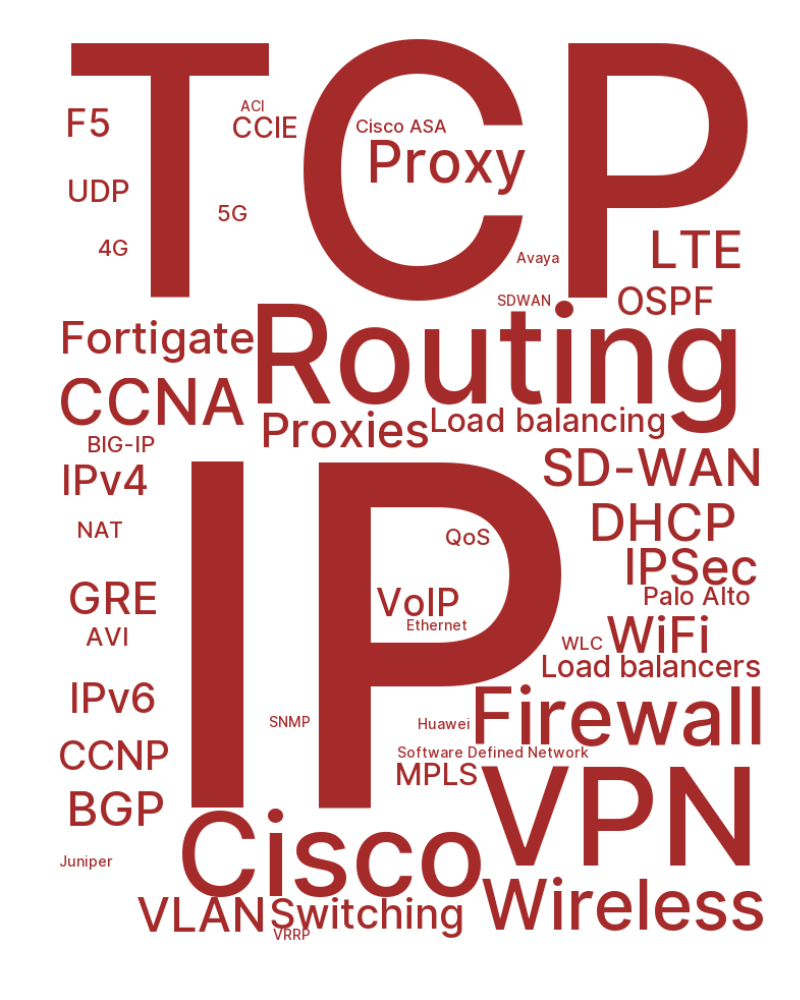 TCP
ACI
F5
CCIE
Cisco ASA
Proxy
UDP
5G
4G
Avaya
LTE
SDWAN
OSPF
Fortigate
Routing
CCNA
Proxies
Load balancing
BIG-IP
IPv4
IP
SD-WAN
NAT
QoS
DHCP
IPSec
GRE
VoIP
Palo Alto
Ethernet
AVI
WLC
WiFi
Load balancers
IPv6
SNMP
Huawei
Firewall
CCNP
Software Defined Network
MPLS
VPN
BGP
Cisco
Juniper
VLAN
Switching
Wireless
VRRP